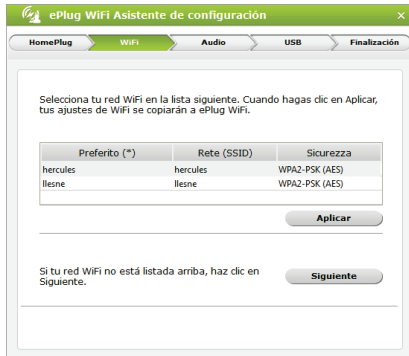 ePlug WiFi Asistente de configuración
HomePlug WiFi Audio USB Finalización
Selecciona tu red WiFi en la lista siguiente. Cuando hagas clic en Aplicar,
tus ajustes de WiFi se copiarán a ePlug WiFi.
Preferito (*) Rete (SSID) Sicurezza
hercules hercules WPA2-PSK (AES)
llesne llesne WPA2-PSK (AES)
Aplicar
Si tu red WiFi no está listada arriba, haz clic en
Siguiente.
Siguiente